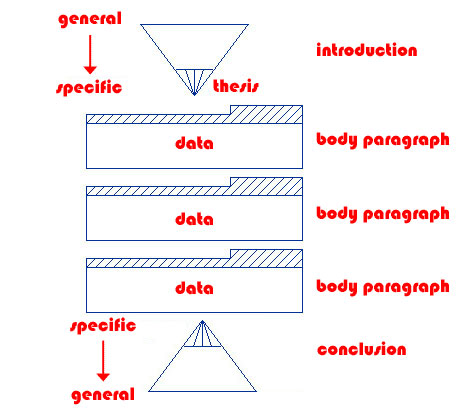 general
introduction
specific
thesis
data
body paragraph
data
body paragraph
data
body paragraph
specific
conclusion
general